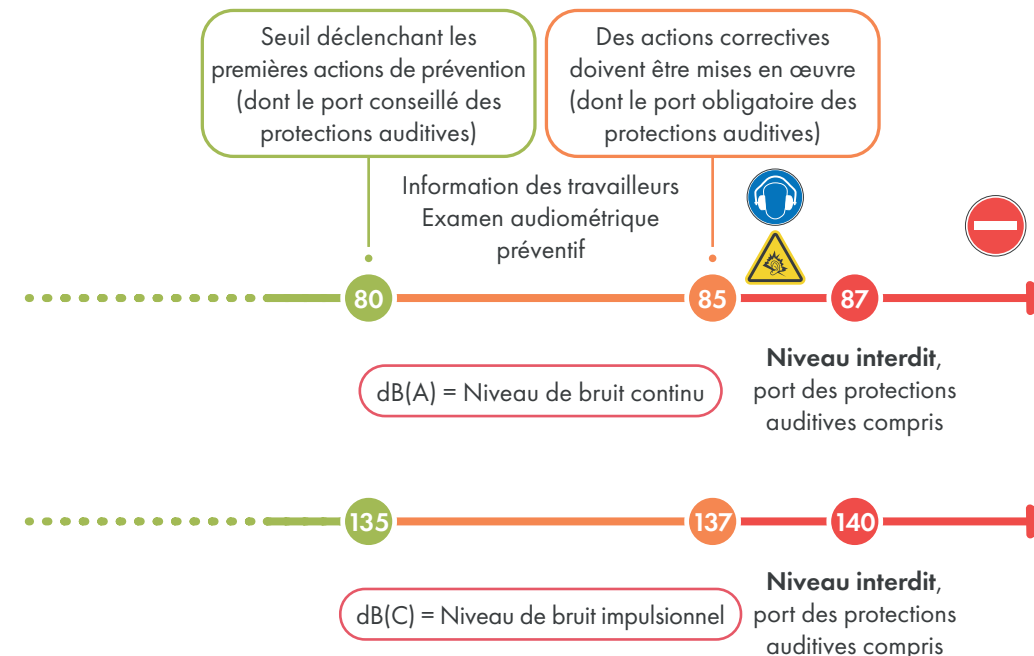 Seuil déclenchant les
premières actions de prévention
(dont le port conseillé des
protections auditives)
Des actions correctives
doivent être mises en œuvre
(dont le port obligatoire des
protections auditives)
Information des travailleurs
Examen audiométrique
préventif
80
85
87
dB(A) = Niveau de bruit continu
Niveau interdit,
port des protections
auditives compris
135
137
140
dB(C) = Niveau de bruit impulsionnel
Niveau interdit,
port des protections
auditives compris